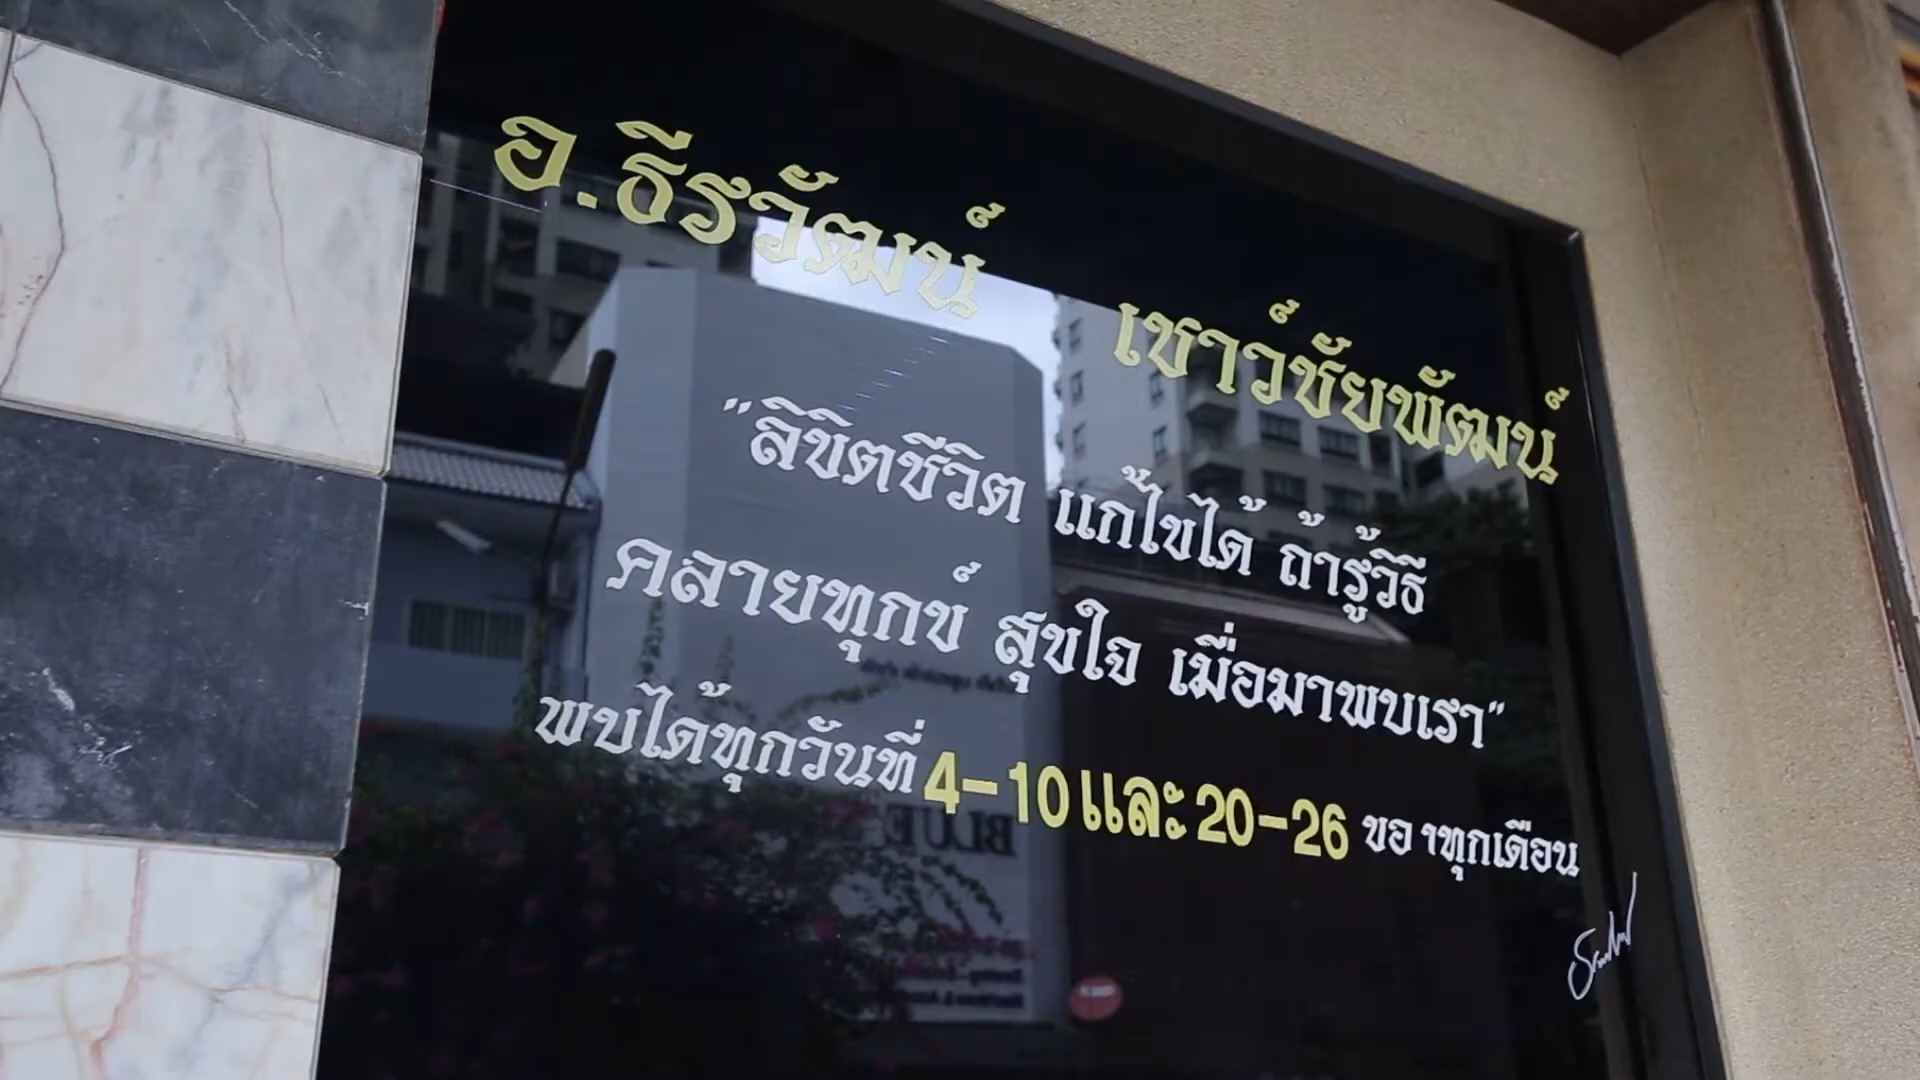 อ.ธีรวัฒน์ เชาว์ชัยพัฒน์
"ลิขิตชีวิต แก้ไขได้ ถ้ารู้วิธี
คลายทุกข์ สุขใจ เมื่อมาพบเรา"
พบได้ทุกวันที่ 4-10 และ 20-26 ของทุกเดือน
BLUE